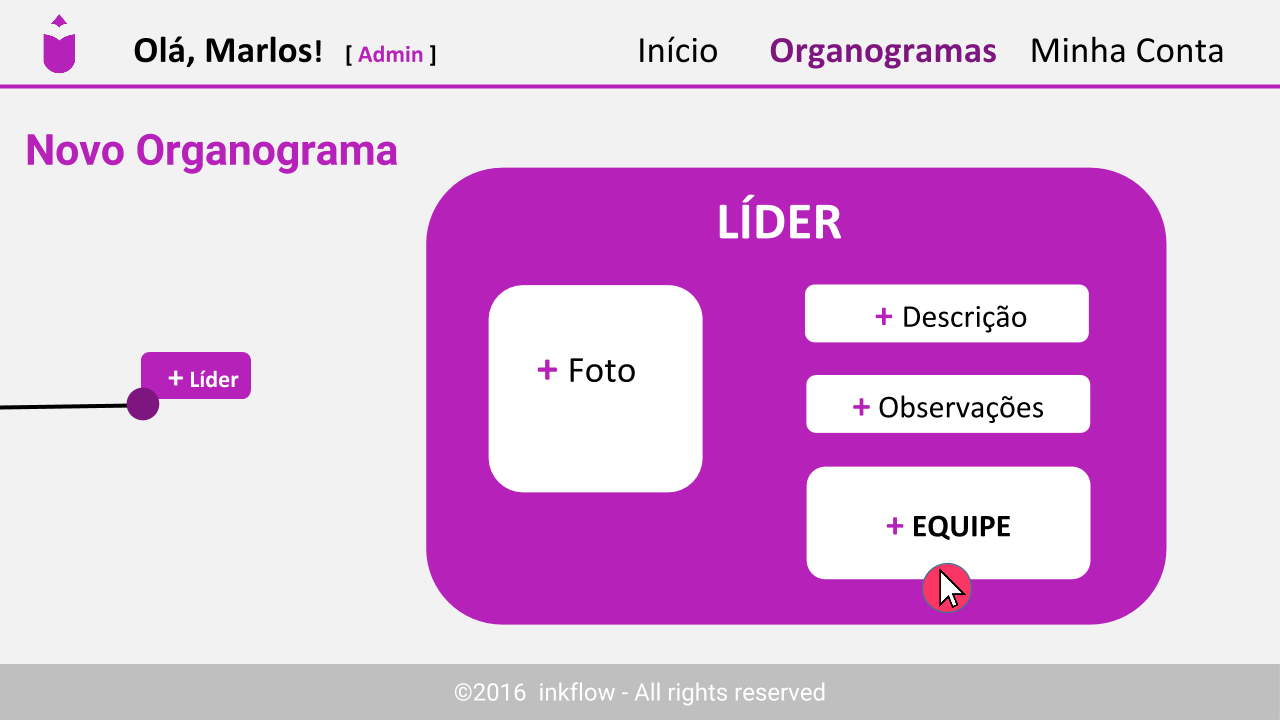 Olá, Marlos! [ Admin ] Início Organogramas Minha Conta
Novo Organograma
LÍDER
+ Foto
+ Descrição
+ Observações
+ EQUIPE
+ Líder
©2016 inkflow - All rights reserved